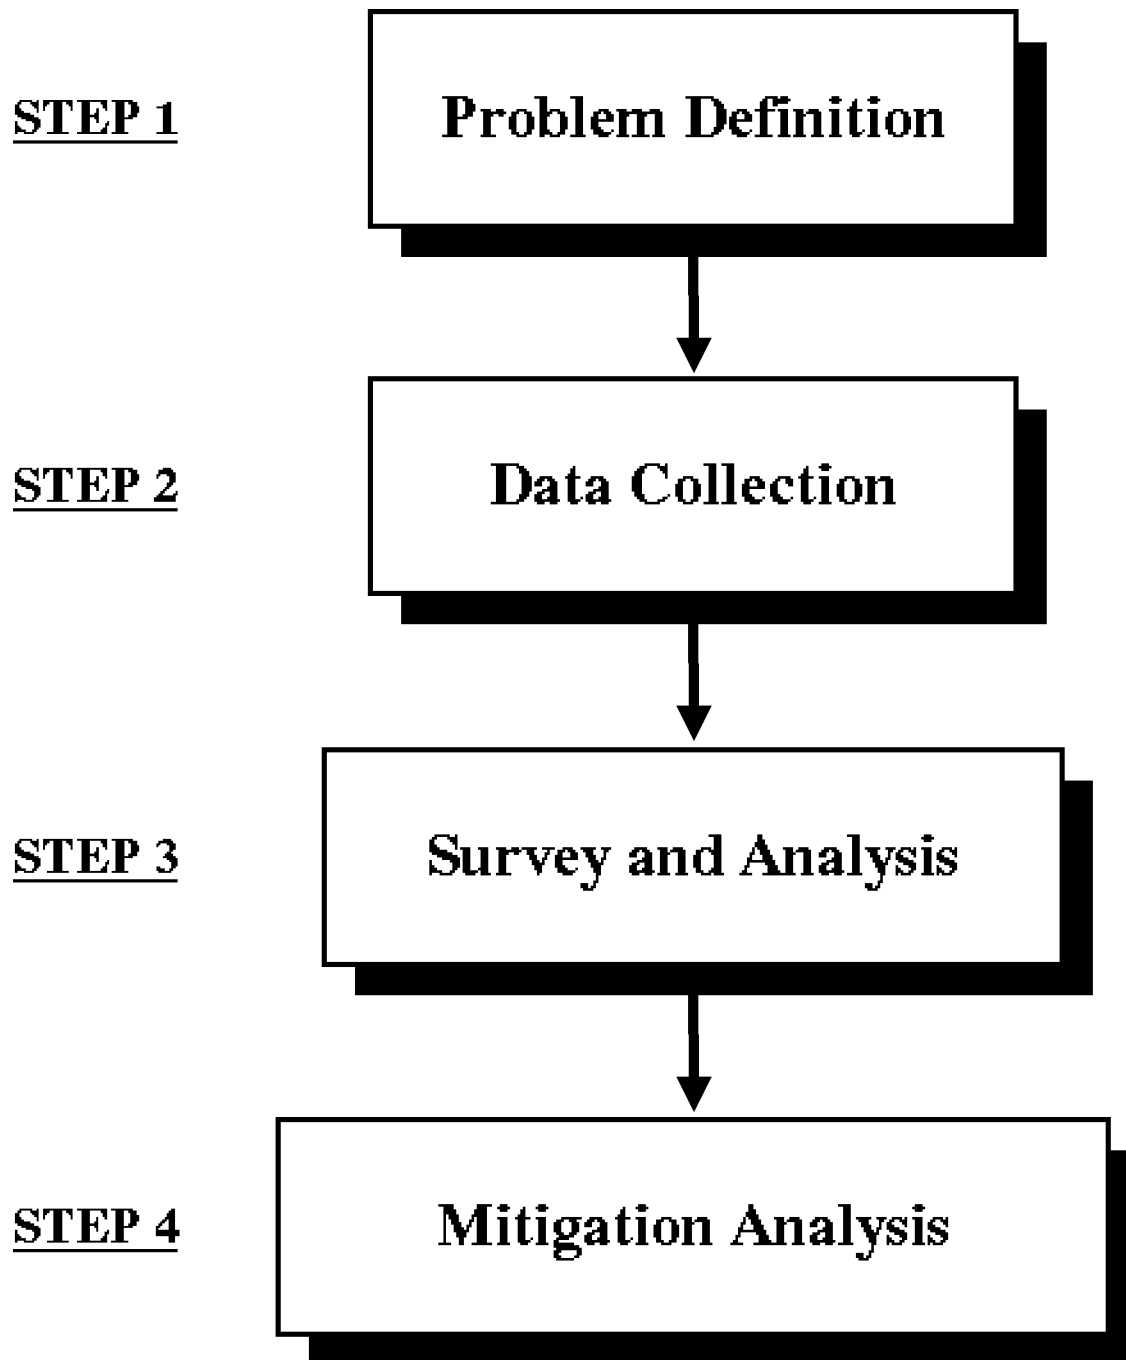 STEP 1
Problem Definition
STEP 2
Data Collection
STEP 3
Survey and Analysis
STEP 4
Mitigation Analysis